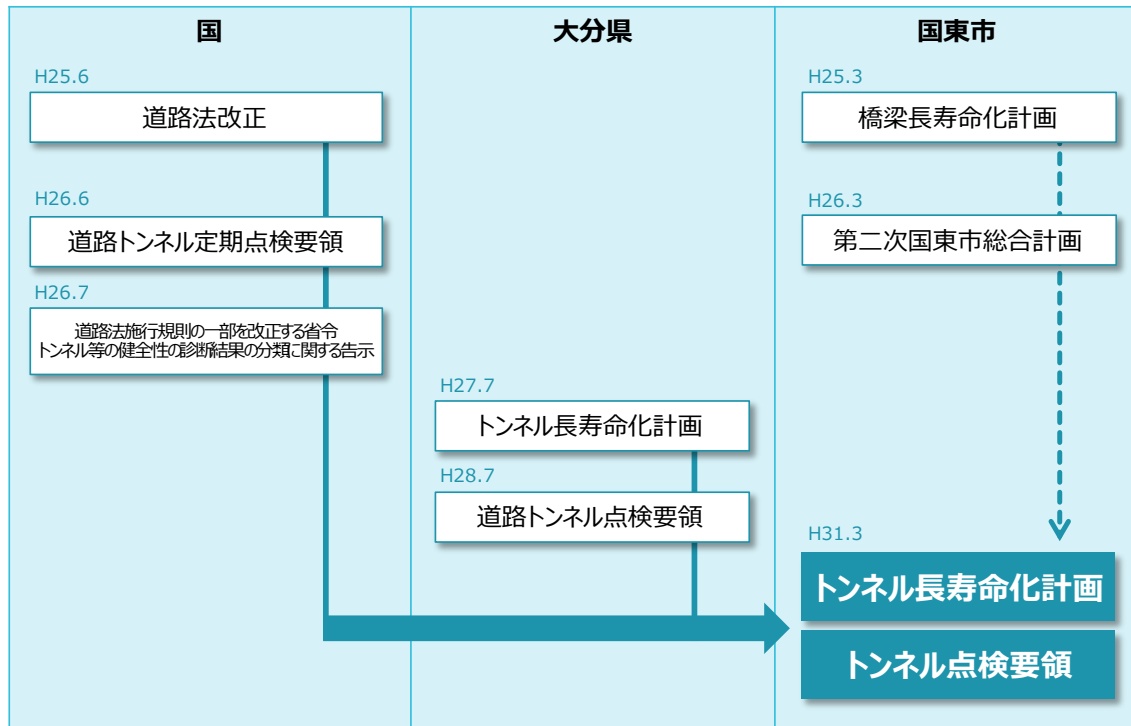 国
大分県
国東市
H25.6
道路法改正
H26.6
道路トンネル定期点検要領
H26.7
道路法施行規則の一部を改正する省令
トンネル等の健全性の診断結果の分類に関する告示
H27.7
トンネル長寿命化計画
H28.7
道路トンネル点検要領
H25.3
橋梁長寿命化計画
H26.3
第二次国東市総合計画
H31.3
トンネル長寿命化計画
トンネル点検要領